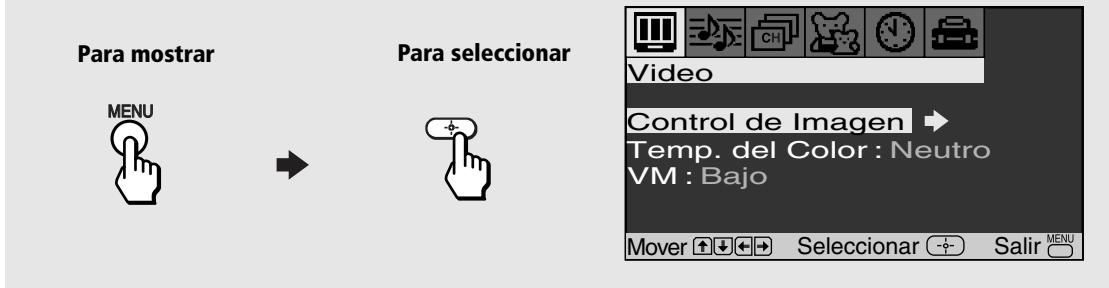 Para mostrar
Para seleccionar
MENU
CH
Video
Control de Imagen
Temp. del Color : Neutro
VM : Bajo
Mover Seleccionar Salir MENU